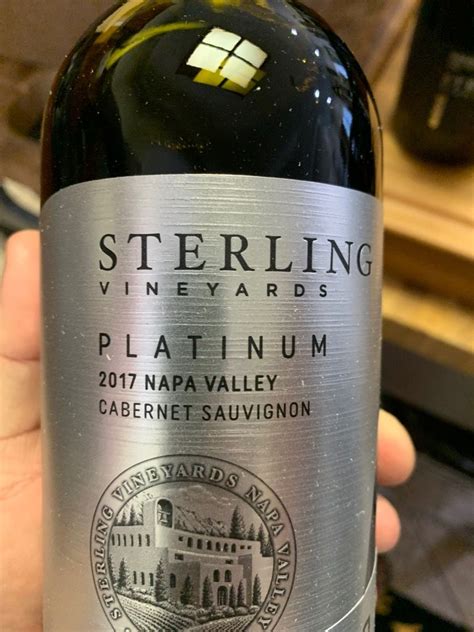 STERLING
VINEYARDS
PLATINUM
2017 NAPA VALLEY
CABERNET SAUVIGNON
STERLING VINEYARDS NAPA VALLEY